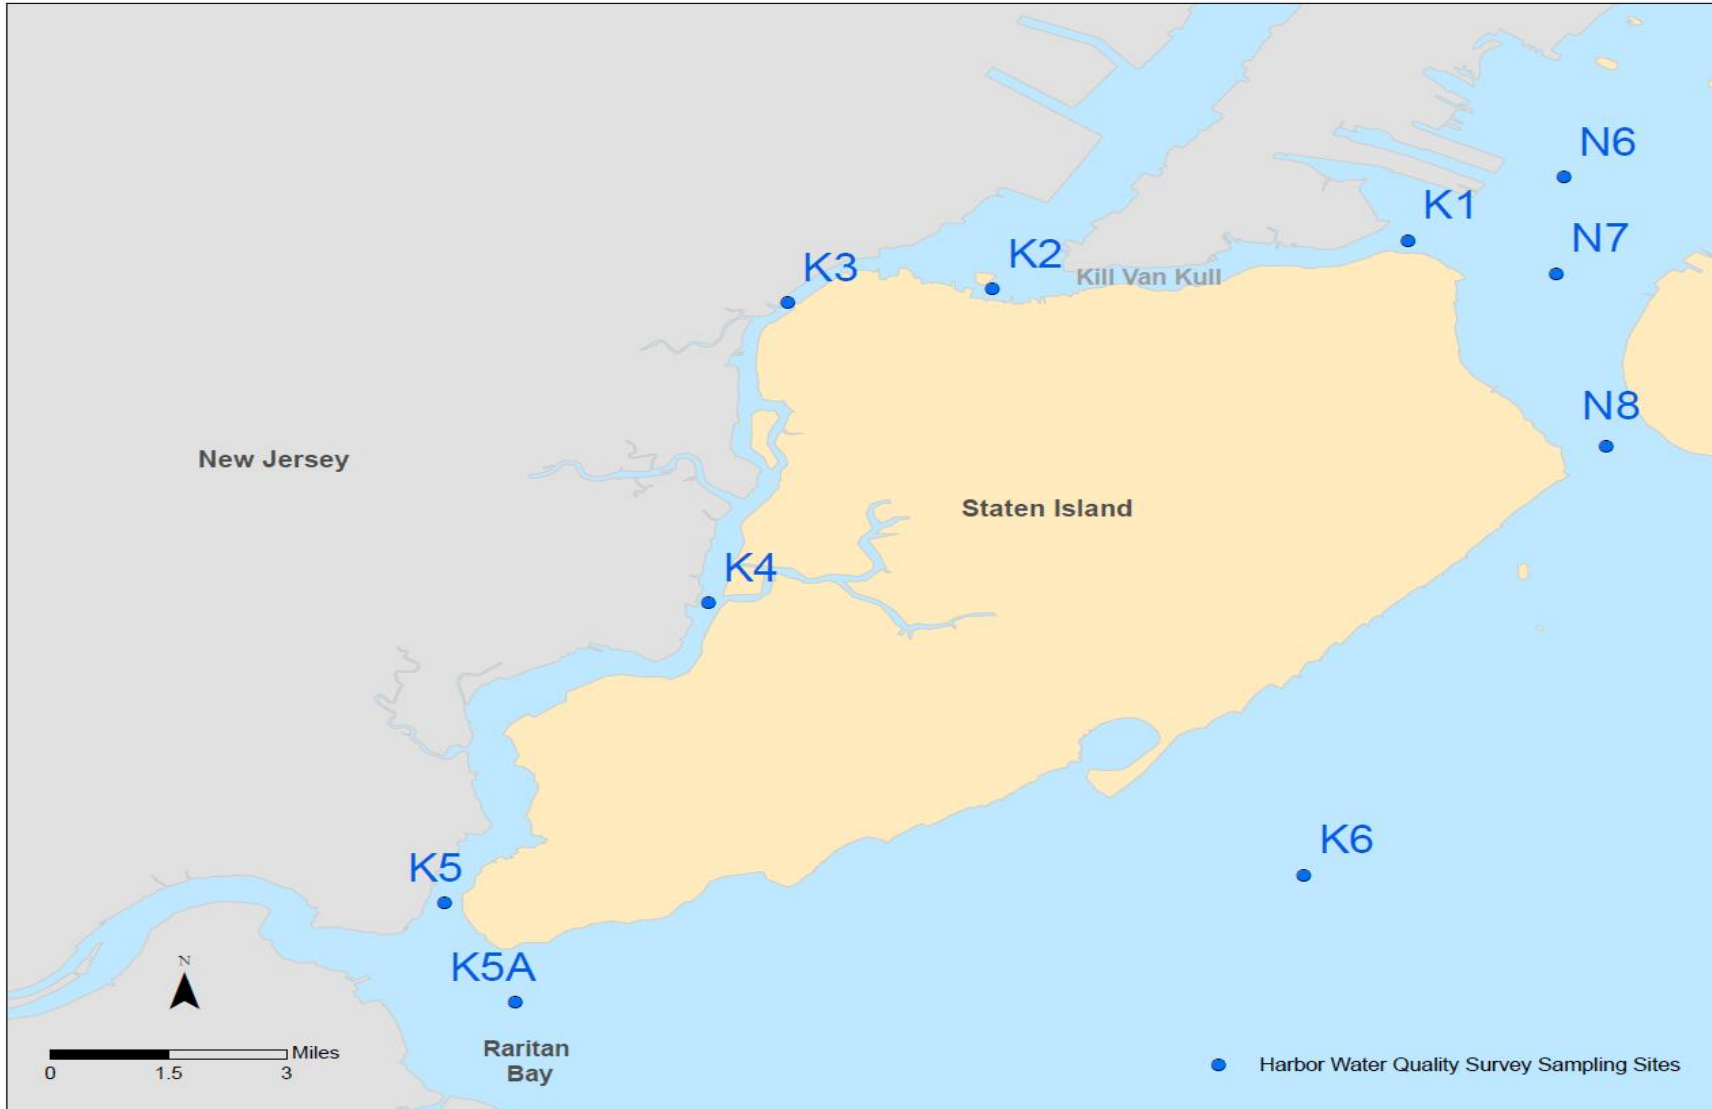 N6
K1
N7
K2
K3
Kill Van Kull
N8
New Jersey
Staten Island
K4
K6
K5
K5A
N
Raritan
Bay
Miles
0 1.5 3
Harbor Water Quality Survey Sampling Sites